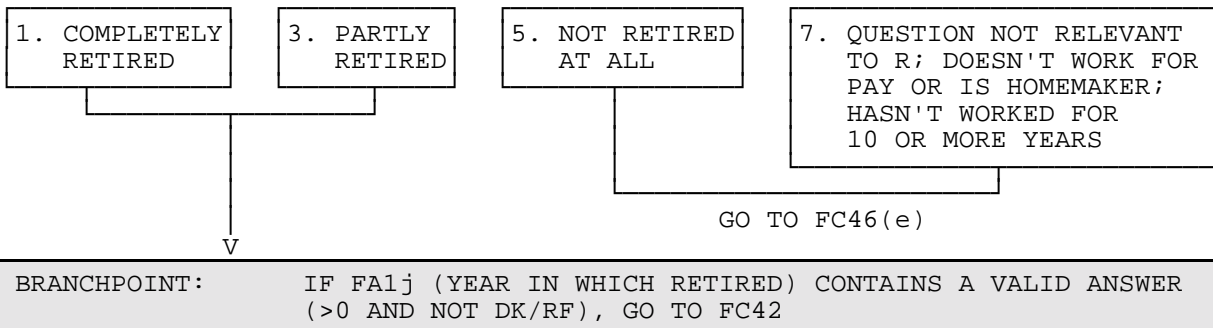 1. COMPLETELY
RETIRED
3. PARTLY
RETIRED
5. NOT RETIRED
AT ALL
7. QUESTION NOT RELEVANT
TO R; DOESN'T WORK FOR
PAY OR IS HOMEMAKER;
HASN'T WORKED FOR
10 OR MORE YEARS
GO TO FC46(e)
V
BRANCHPOINT: IF FA1j (YEAR IN WHICH RETIRED) CONTAINS A VALID ANSWER
(>0 AND NOT DK/RF), GO TO FC42